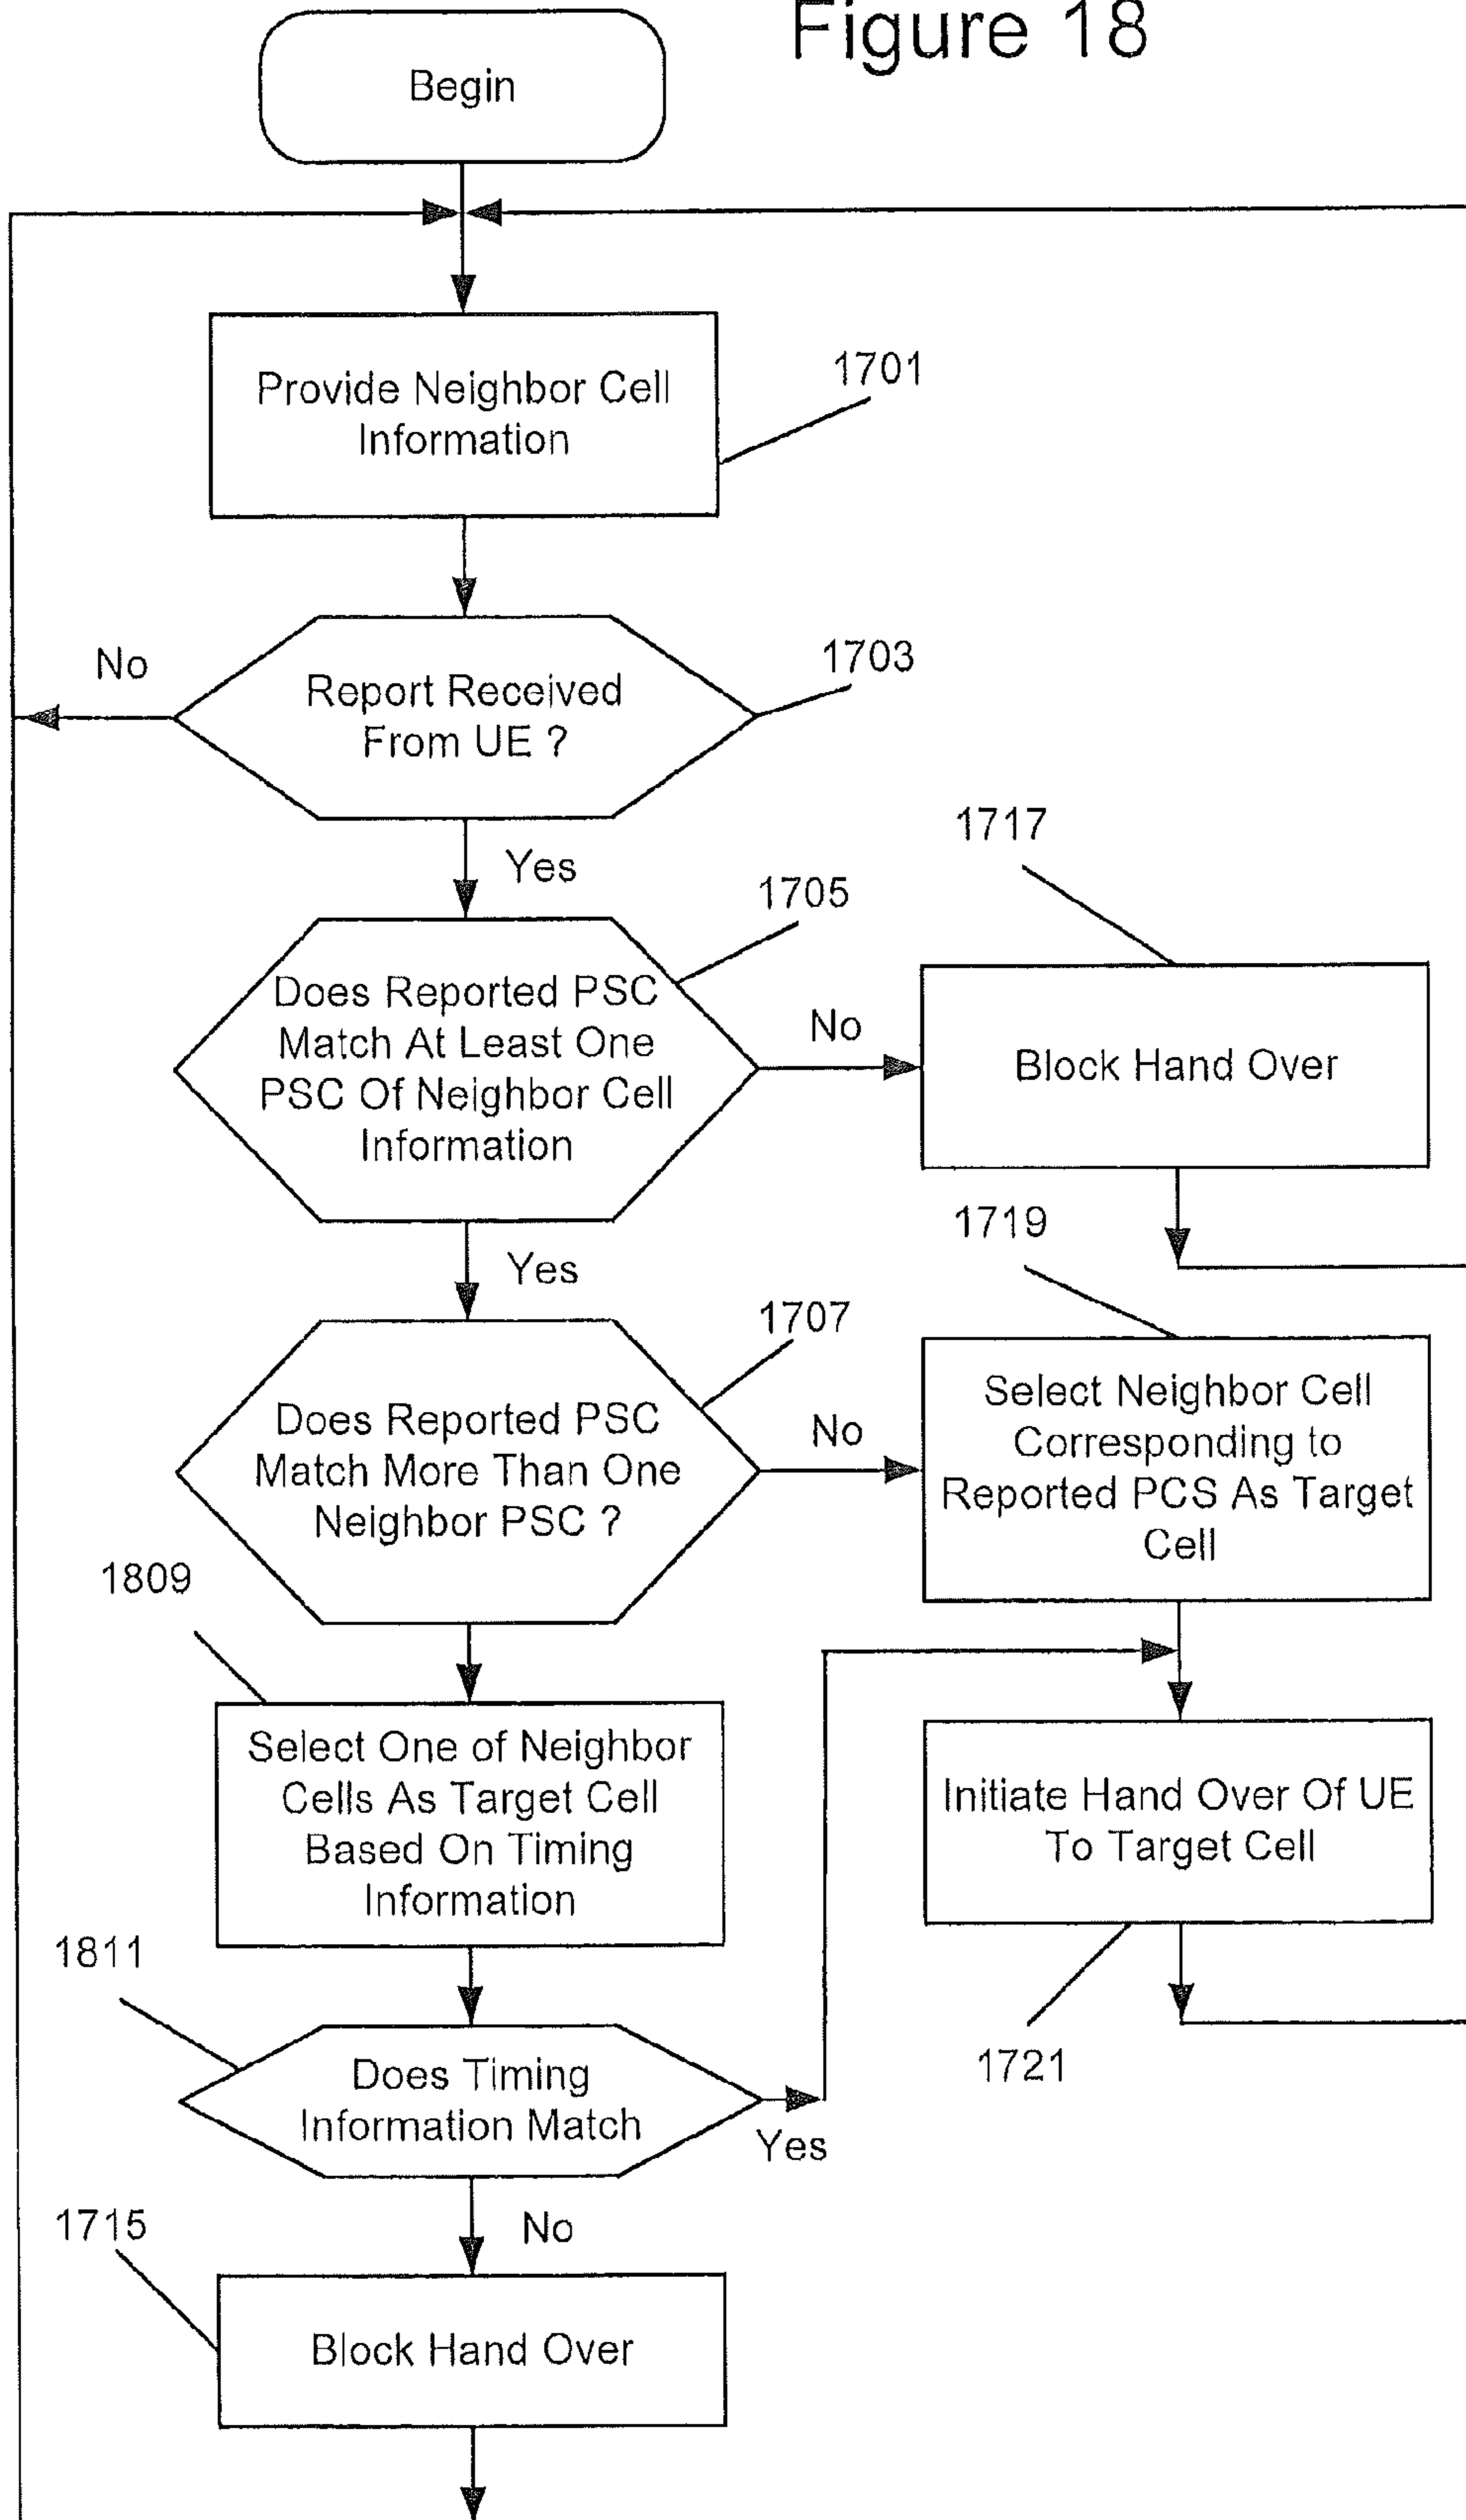 Figure 18
Begin
Provide Neighbor Cell
Information
1701
Report Received
From UE ?
1703
No
Yes
1705
Does Reported PSC
Match At Least One
PSC Of Neighbor Cell
Information
No
1717
Block Hand Over
Yes
1707
Does Reported PSC
Match More Than One
Neighbor PSC ?
No
1719
Select Neighbor Cell
Corresponding to
Reported PCS As Target
Cell
1809
Select One of Neighbor
Cells As Target Cell
Based On Timing
Information
Initiate Hand Over Of UE
To Target Cell
1721
1811
Does Timing
Information Match
Yes
No
1715
Block Hand Over